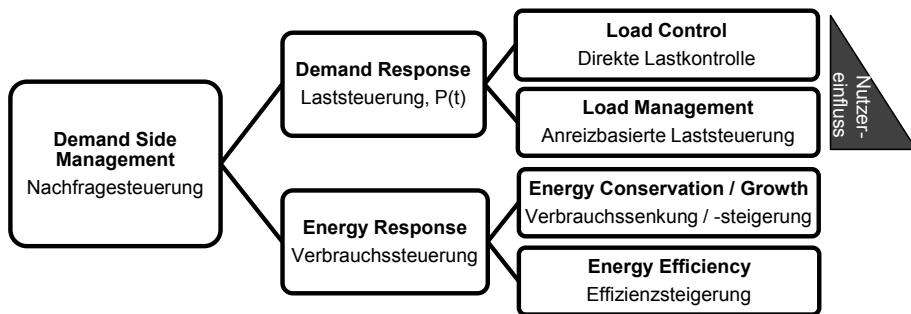 Demand Side
Management
Nachfragesteuerung
Demand Response
Laststeuerung, P(t)
Energy Response
Verbrauchssteuerung
Load Control
Direkte Lastkontrolle
Load Management
Anreizbasierte Laststeuerung
Energy Conservation / Growth
Verbrauchssenkung / -steigerung
Energy Efficiency
Effizienzsteigerung
Nutzer-
einfluss